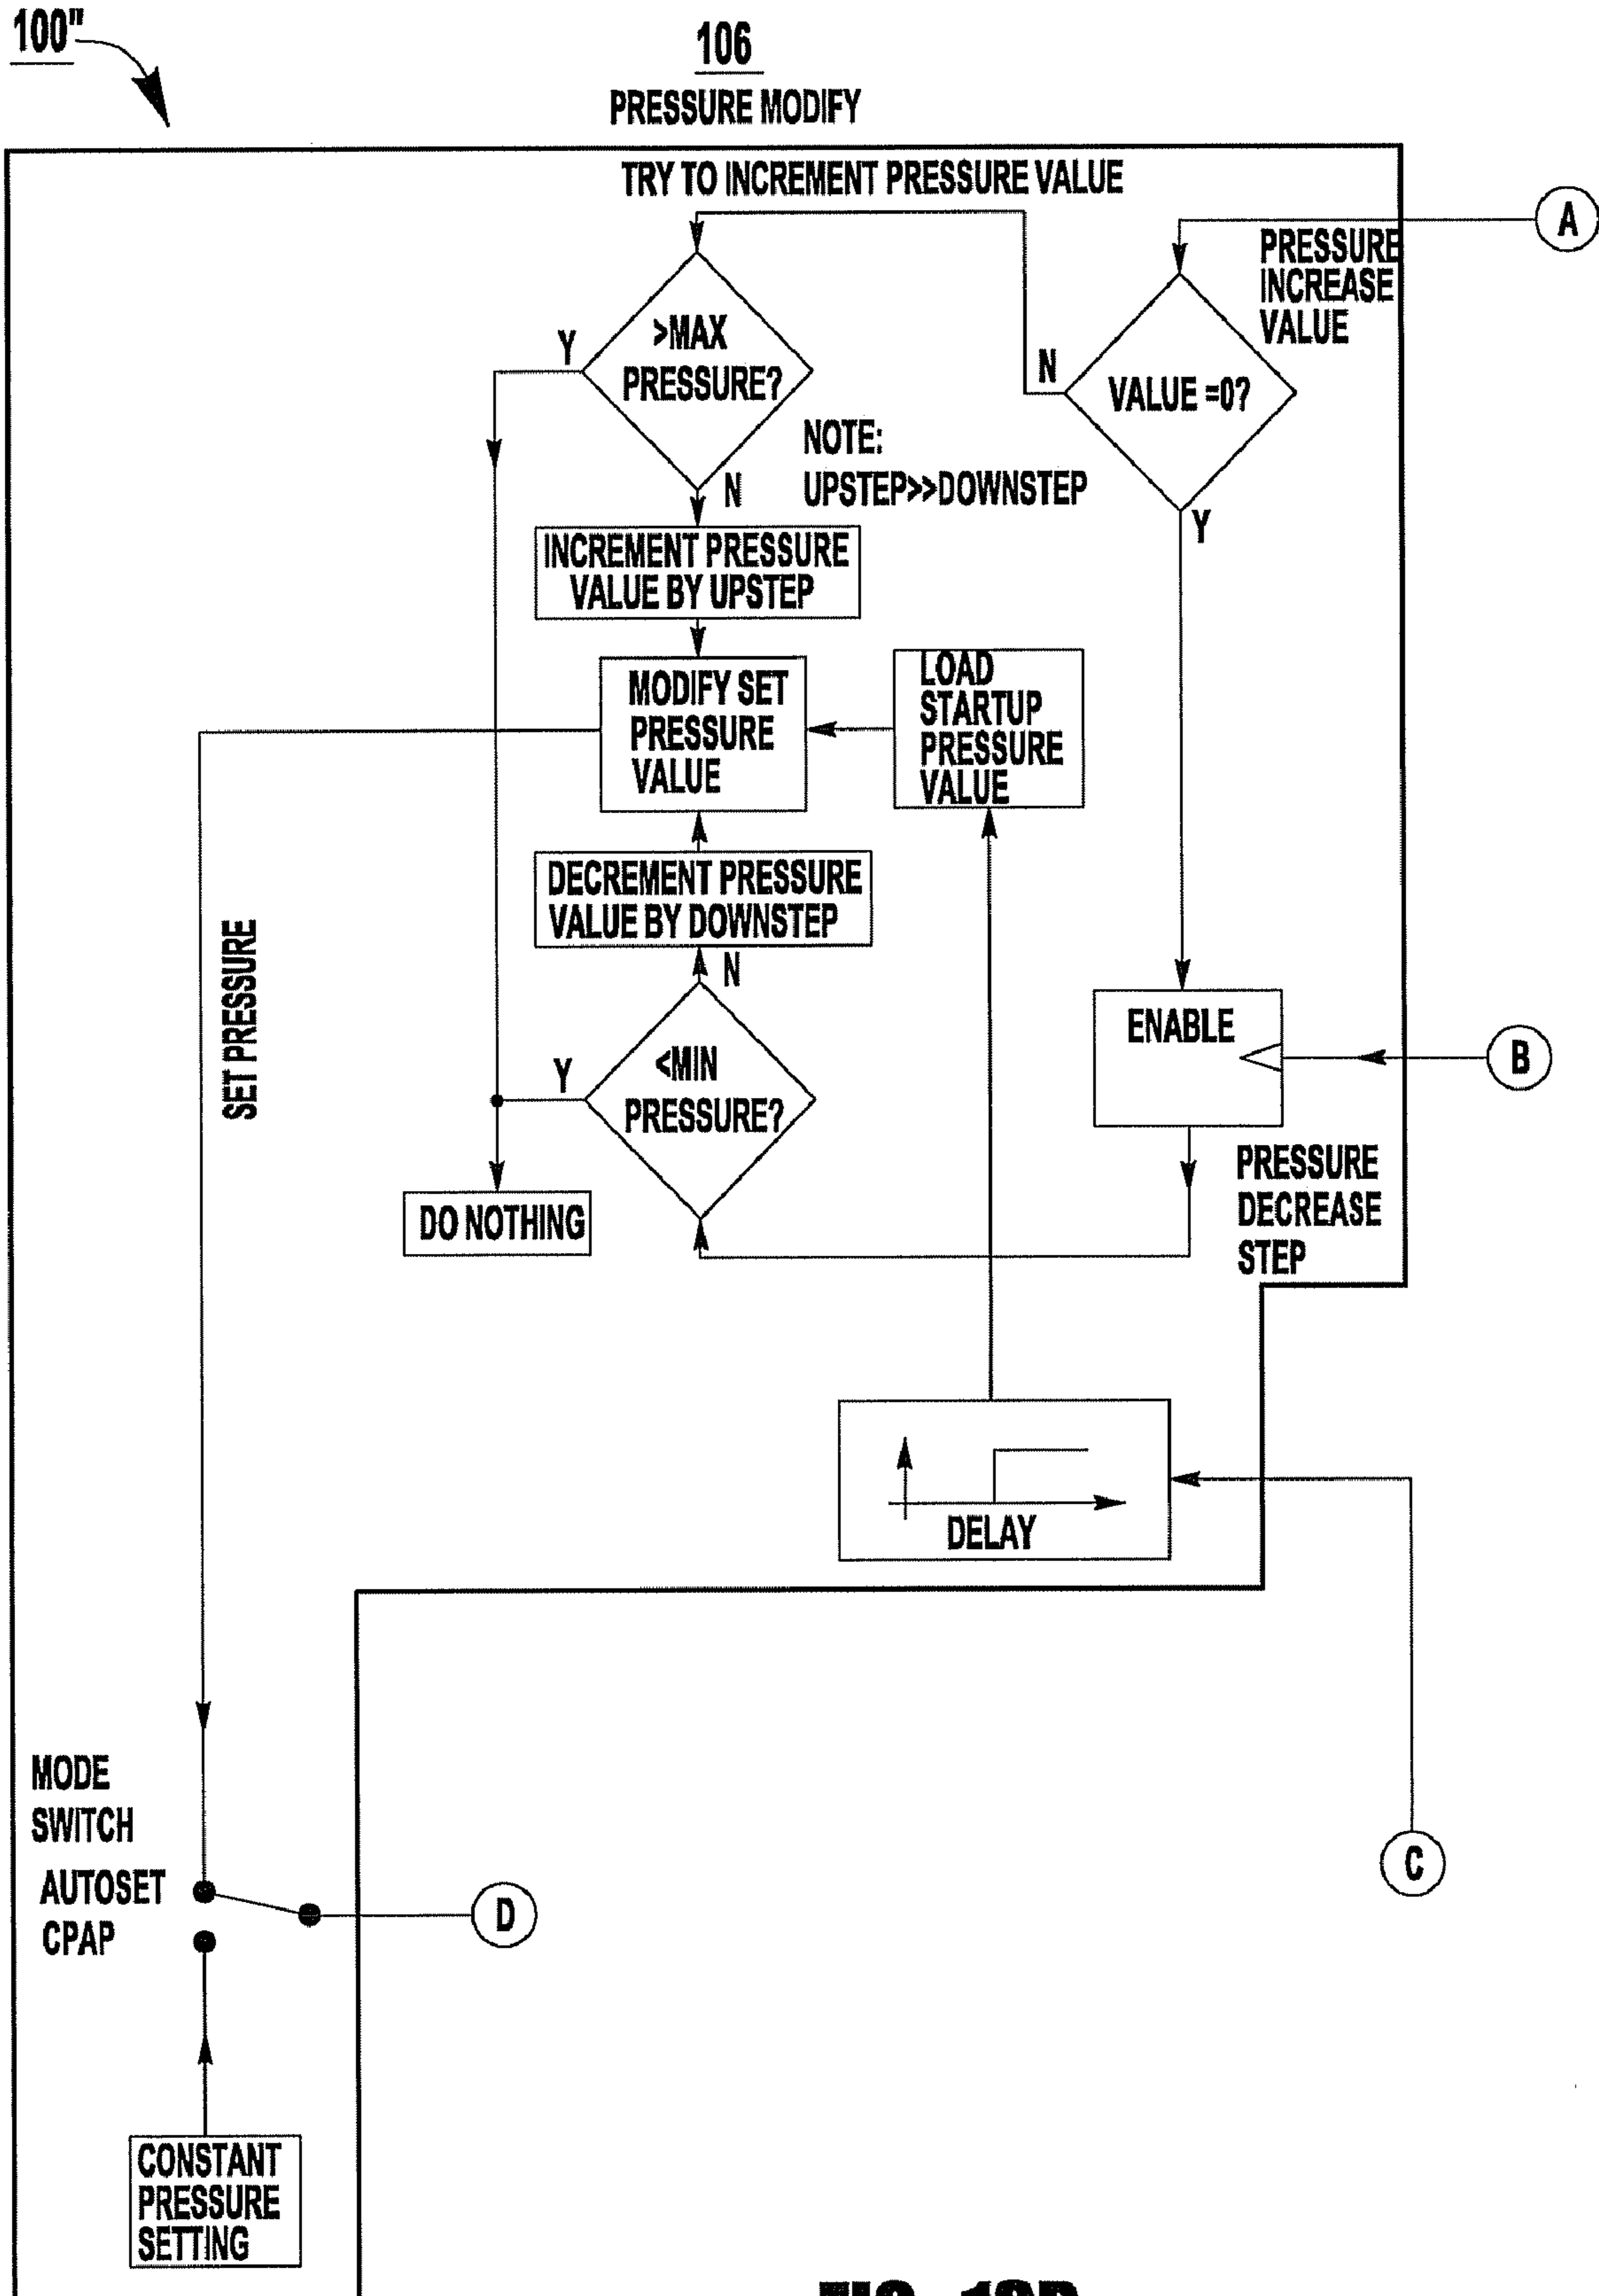 100"
106
PRESSURE MODIFY
TRY TO INCREMENT PRESSURE VALUE
A
PRESSURE
INCREASE
VALUE
>MAX
PRESSURE?
Y
N
VALUE =0?
N
Y
NOTE:
UPSTEP>>DOWNSTEP
INCREMENT PRESSURE
VALUE BY UPSTEP
MODIFY SET
PRESSURE
VALUE
LOAD
STARTUP
PRESSURE
VALUE
DECREMENT PRESSURE
VALUE BY DOWNSTEP
N
SET PRESSURE
<MIN
PRESSURE?
Y
ENABLE
B
DO NOTHING
PRESSURE
DECREASE
STEP
DELAY
MODE
SWITCH
AUTOSET
CPAP
D
C
CONSTANT
PRESSURE
SETTING